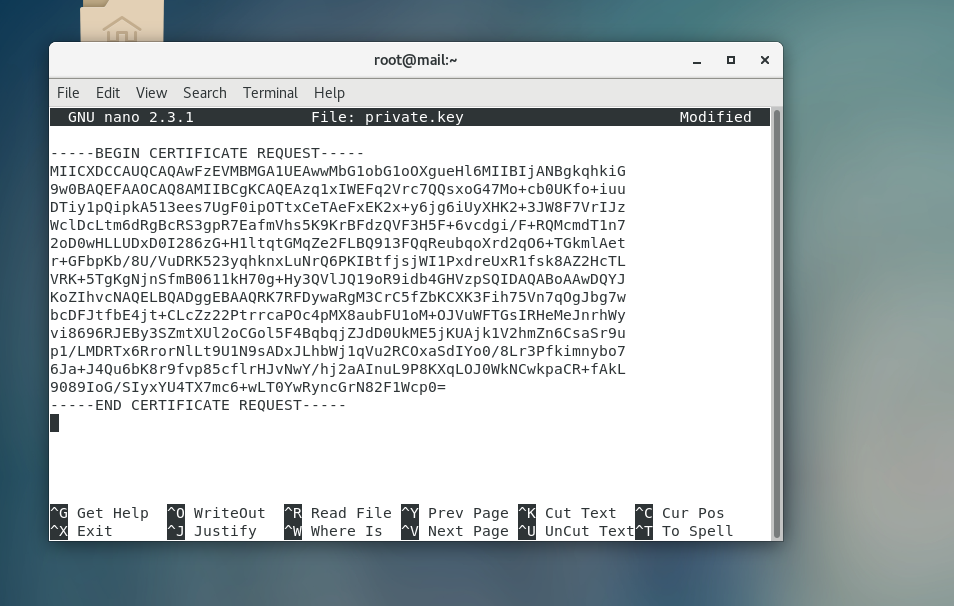 root@mail:~
File Edit View Search Terminal Help
GNU nano 2.3.1 File: private.key Modified
-----BEGIN CERTIFICATE REQUEST-----
MIICXDCCAUQCAQAwFzEVMBMGA1UEAwwMbG1obG1oOXgueHl6MIIBIjANBgkqhkiG
9w0BAQEFAAOCAQ8AMIIBCgKCAQEAzq1xIWEFq2Vrc7QQsxoG47Mo+cb0UKfo+iuu
DTiy1pQipkA513ees7UgF0ipOTtxCeTAeFxEK2x+y6jg6iUyXHK2+3JW8F7VrIJz
WclDcLtm6dRgBcRS3gpR7EafmVhs5K9KrBFdzQVF3H5F+6vcdgi/F+RQMcmdT1n7
2oD0wHLLUDxD0I286zG+H1ltqtGMqZe2FLBQ913FQqReubqoXrd2qO6+TGkmlAet
r+GFbpKb/8U/VuDRK523yqhknxLuNrQ6PKIBtfjsjWI1PxdreUxR1fsk8AZ2HcTL
VRK+5TgKgNjnSfmB0611kH70g+Hy3QVlJQ19oR9idb4GHVzpSQIDAQABoAAwDQYJ
KoZIhvcNAQELBQADggEBAAQRK7RFDywaRgM3CrC5fZbKCXK3Fih75Vn7qOgJbg7w
bcDFJtfbE4jt+CLcZz22PtrrcaPOc4pMX8aubFU1oM+OJVuWFTGsIRHeMeJnrhWy
vi8696RJEBy3SZmtXUl2oCGol5F4BqbqjZJdD0UkME5jKUAjk1V2hmZn6CsaSr9u
p1/LMDRTx6RrorNlLt9U1N9sADxJLhbWj1qVu2RCOxaSdIYo0/8Lr3Pfkimnybo7
6Ja+J4Qu6bK8r9fvp85cflrHJvNwY/hj2aAInuL9P8KXqLOJ0WkNCwkpaCR+fAkL
9089IoG/SIyxYU4TX7mc6+wLT0YwRyncGrN82F1Wcp0=
-----END CERTIFICATE REQUEST-----
^G Get Help ^O WriteOut ^R Read File ^Y Prev Page ^K Cut Text ^C Cur Pos
^X Exit ^J Justify ^W Where Is ^V Next Page ^U UnCut Text ^T To Spell